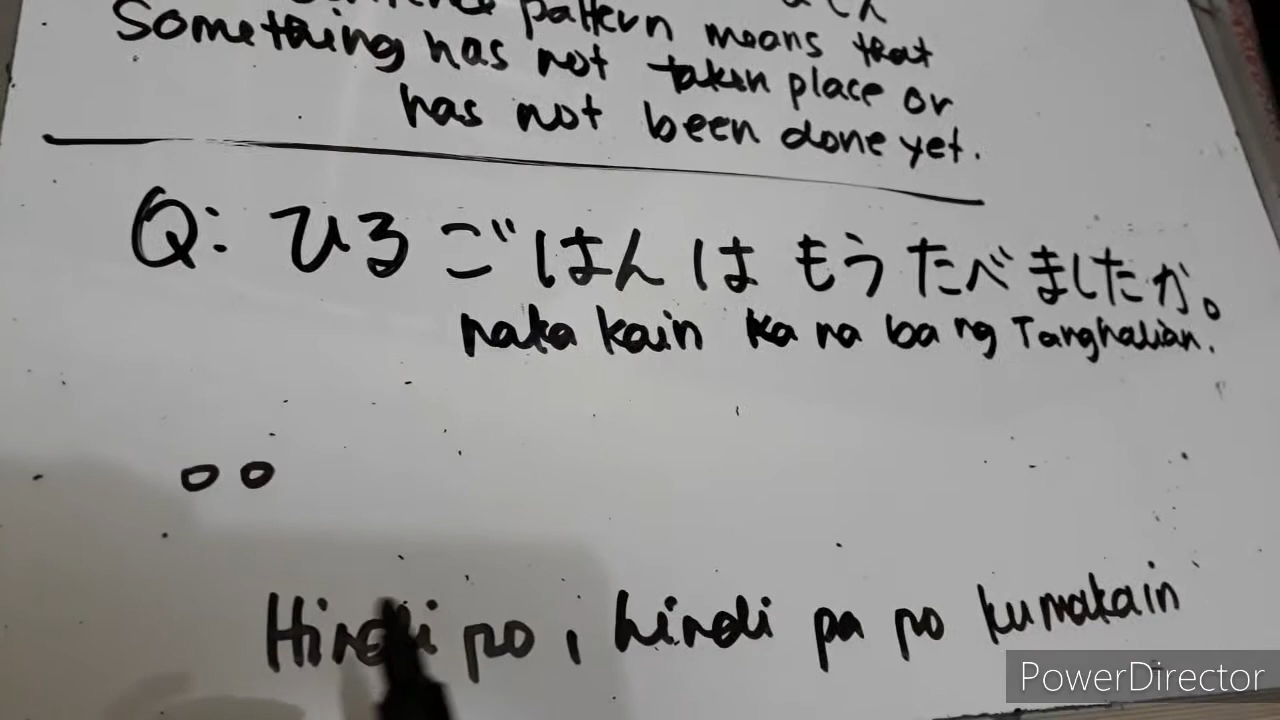 pattern means that
Something has not taken place or
has not been done yet.
Q: ひるごはんは もう たべましたか。
naka kain ka na ba ng Tanghalian.
oo
Hindi po, hindi pa po kumakain
PowerDirector